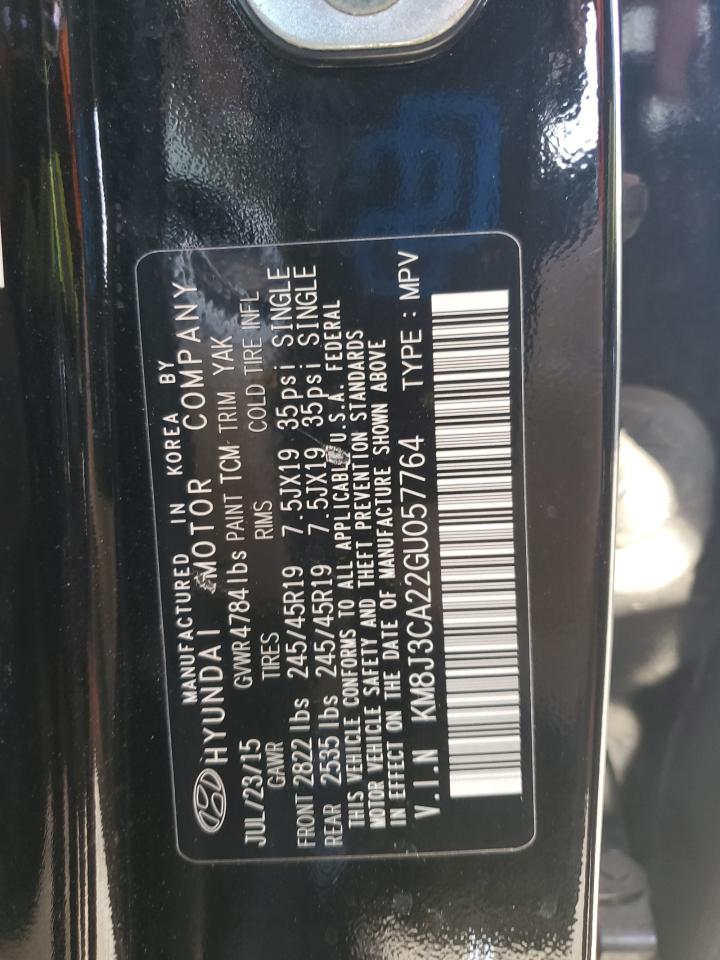 MANUFACTURED IN KOREA BY
HYUNDAI MOTOR COMPANY
JUL/23/15 GVWR 4784 lbs PAINT TCM TRIM YAK
GAWR TIRES RIMS COLD TIRE INFL
FRONT 2822 lbs 245/45R19 7.5JX19 35psi SINGLE
REAR 2535 lbs 245/45R19 7.5JX19 35psi SINGLE
THIS VEHICLE CONFORMS TO ALL APPLICABLE U.S.A. FEDERAL
MOTOR VEHICLE SAFETY AND THEFT PREVENTION STANDARDS
IN EFFECT ON THE DATE OF MANUFACTURE SHOWN ABOVE
V.I.N KM8J3CA22GU057764 TYPE : MPV